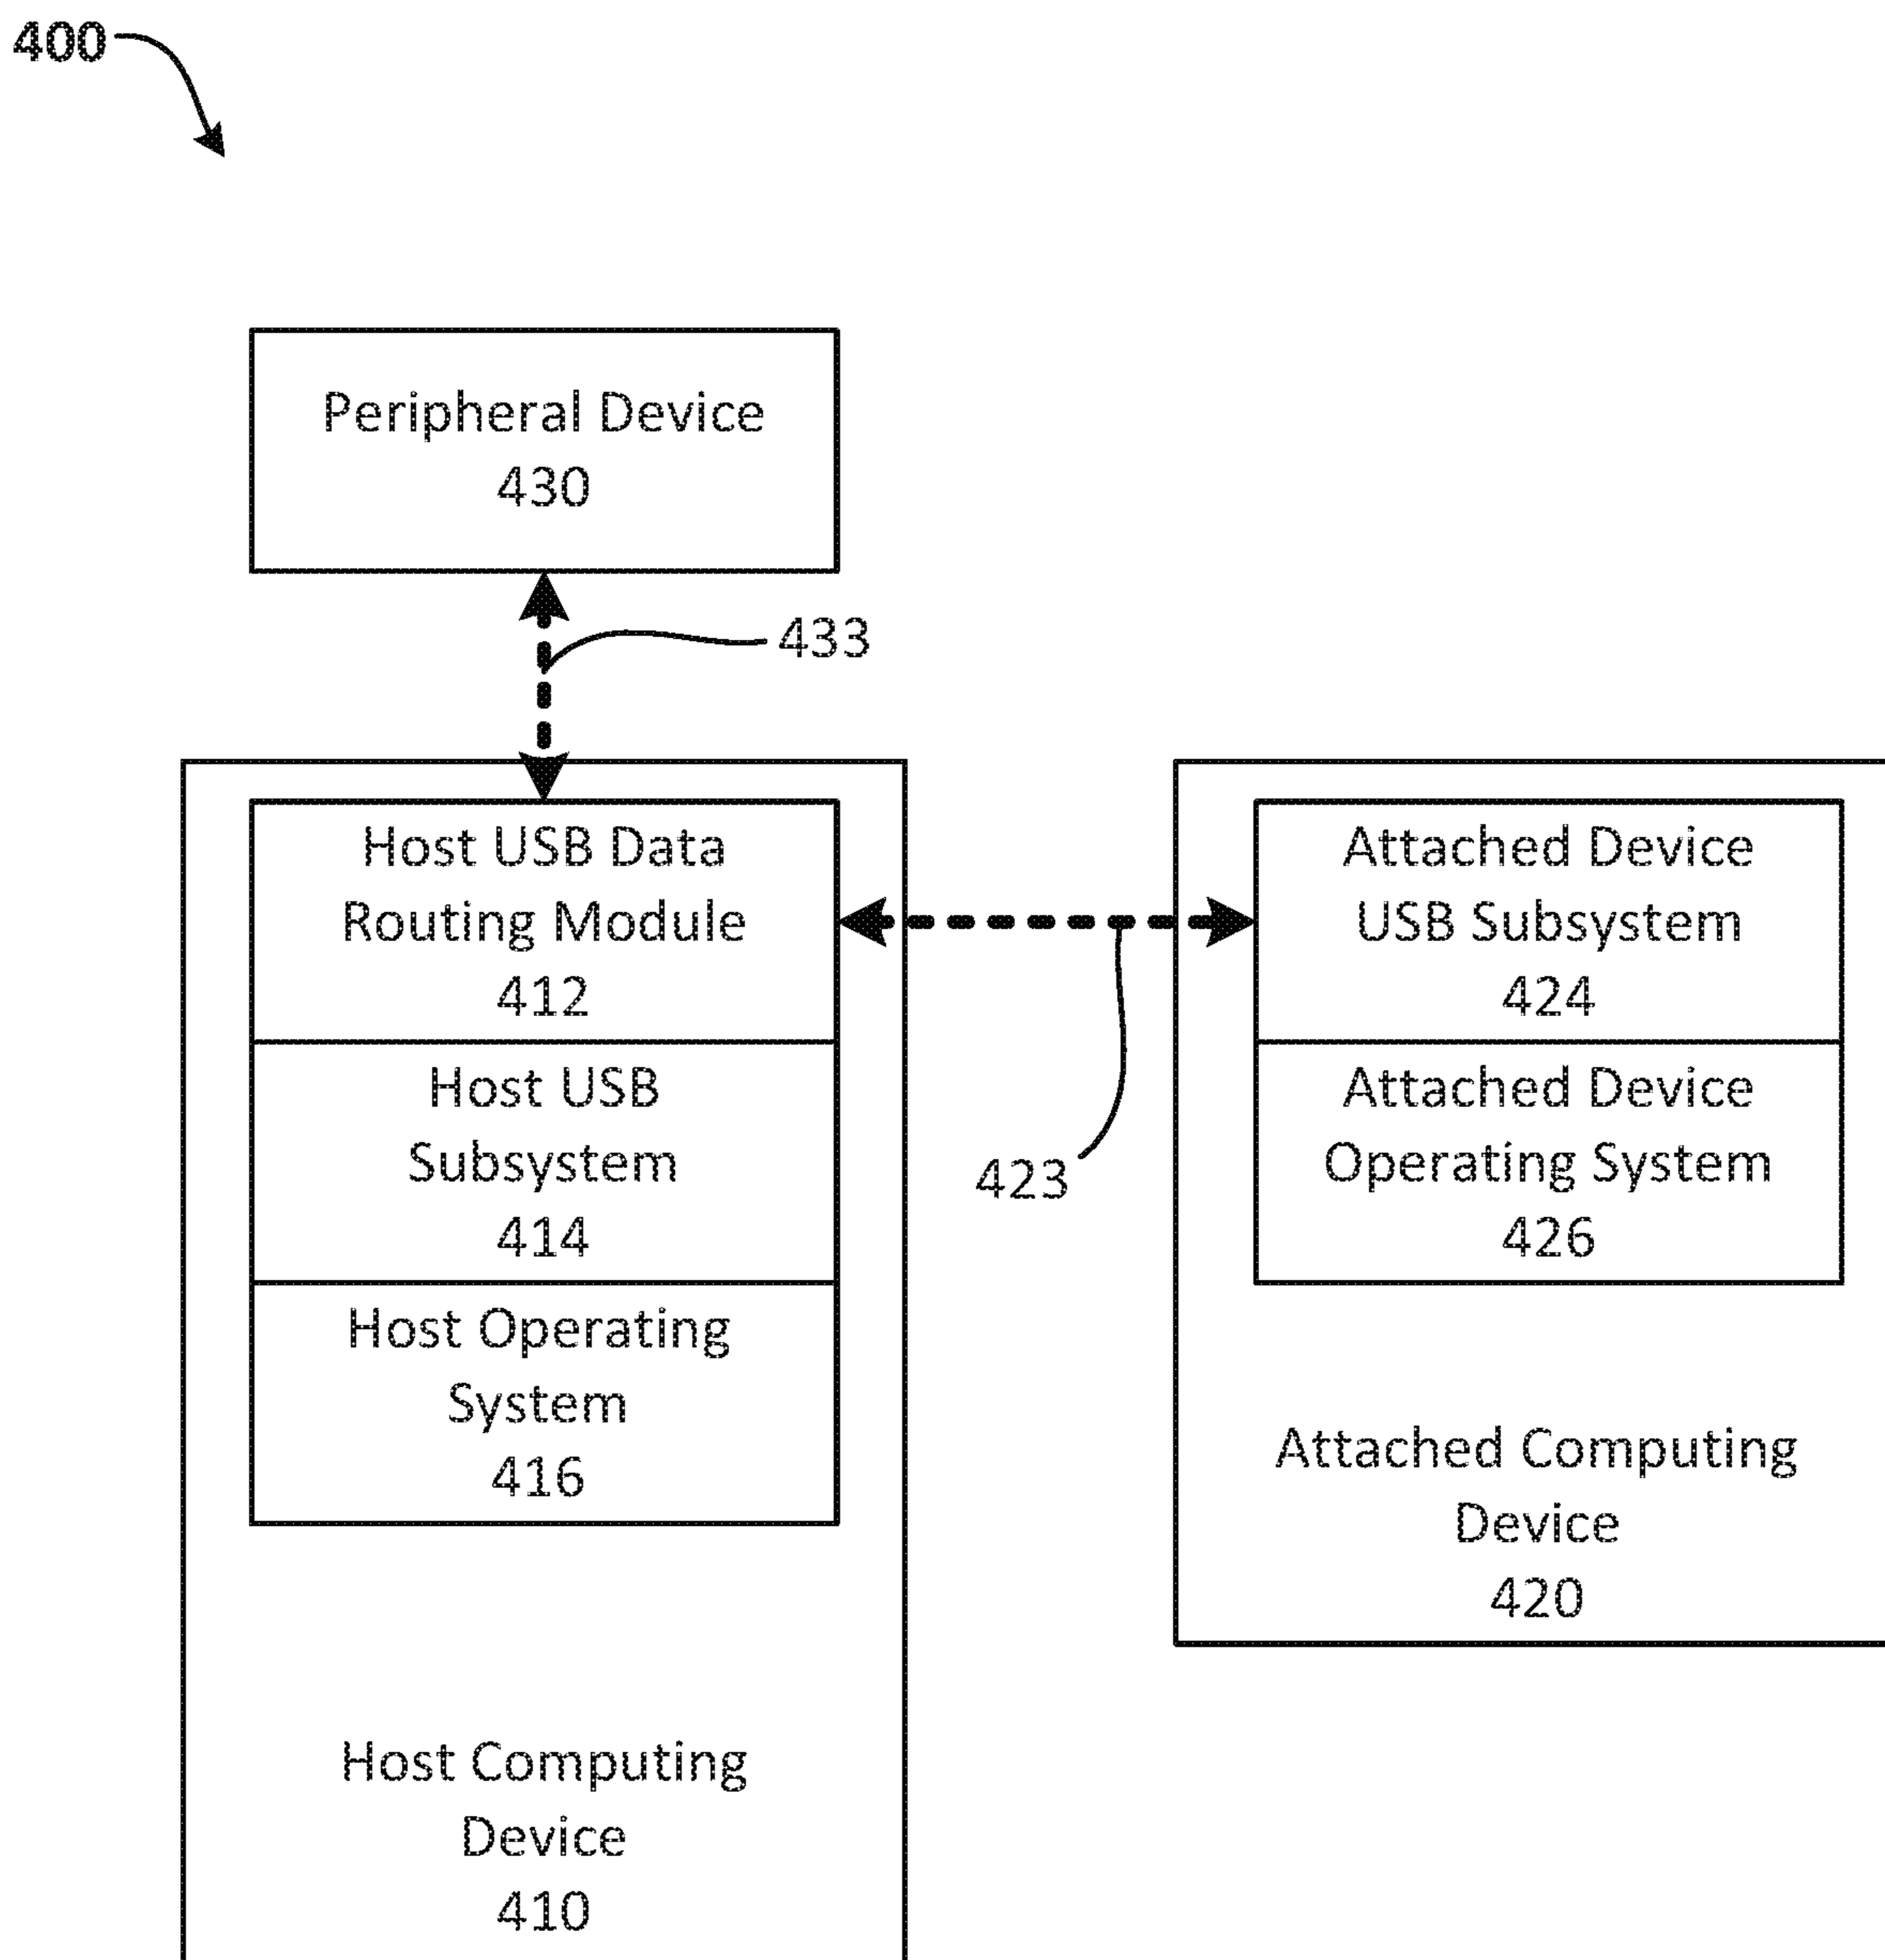 400
Peripheral Device
430
433
Host USB Data
Routing Module
412
Host USB
Subsystem
414
Host Operating
System
416
Host Computing
Device
410
423
Attached Device
USB Subsystem
424
Attached Device
Operating System
426
Attached Computing
Device
420